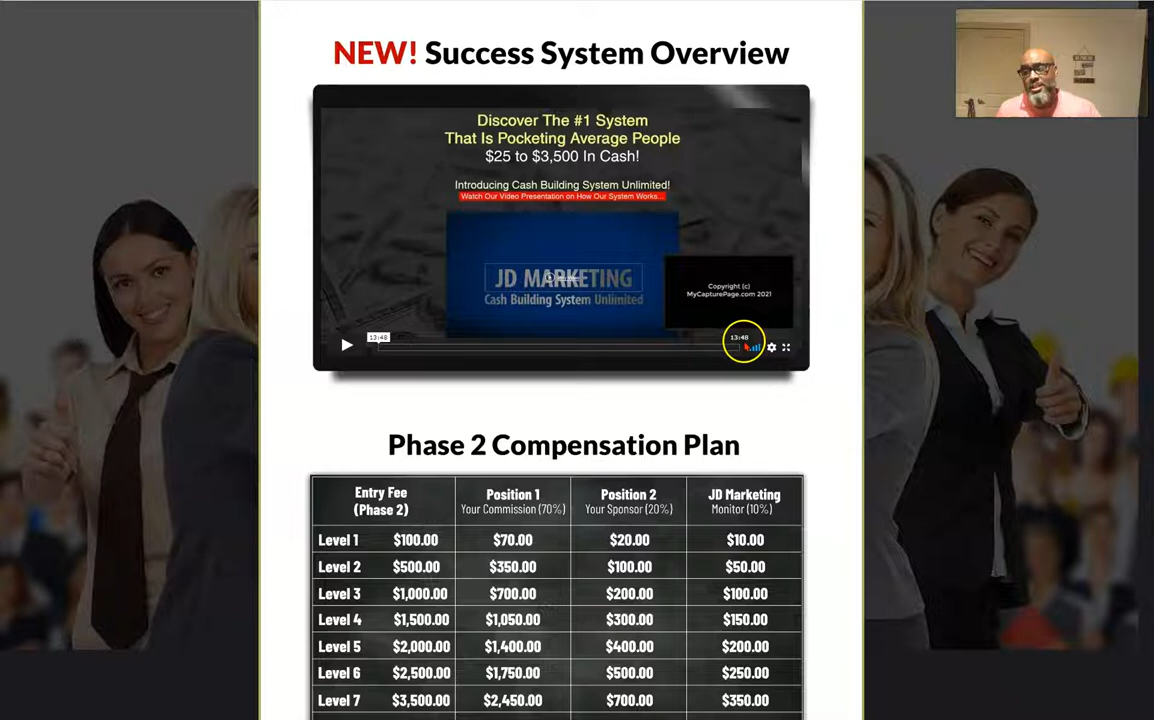 NEW! Success System Overview
Discover The #1 System
That Is Pocketing Average People
$25 to $3,500 In Cash!
Introducing Cash Building System Unlimited!
Watch Our Video Presentation on How Our System Works...
JD MARKETING
Cash Building System Unlimited
Copyright (c)
MyCapturePage.com 2021
13:48
13:48
Phase 2 Compensation Plan
Entry Fee
(Phase 2)
Position 1
Your Commission (70%)
Position 2
Your Sponsor (20%)
JD Marketing
Monitor (10%)
Level 1 $100.00 $70.00 $20.00 $10.00
Level 2 $500.00 $350.00 $100.00 $50.00
Level 3 $1,000.00 $700.00 $200.00 $100.00
Level 4 $1,500.00 $1,050.00 $300.00 $150.00
Level 5 $2,000.00 $1,400.00 $400.00 $200.00
Level 6 $2,500.00 $1,750.00 $500.00 $250.00
Level 7 $3,500.00 $2,450.00 $700.00 $350.00